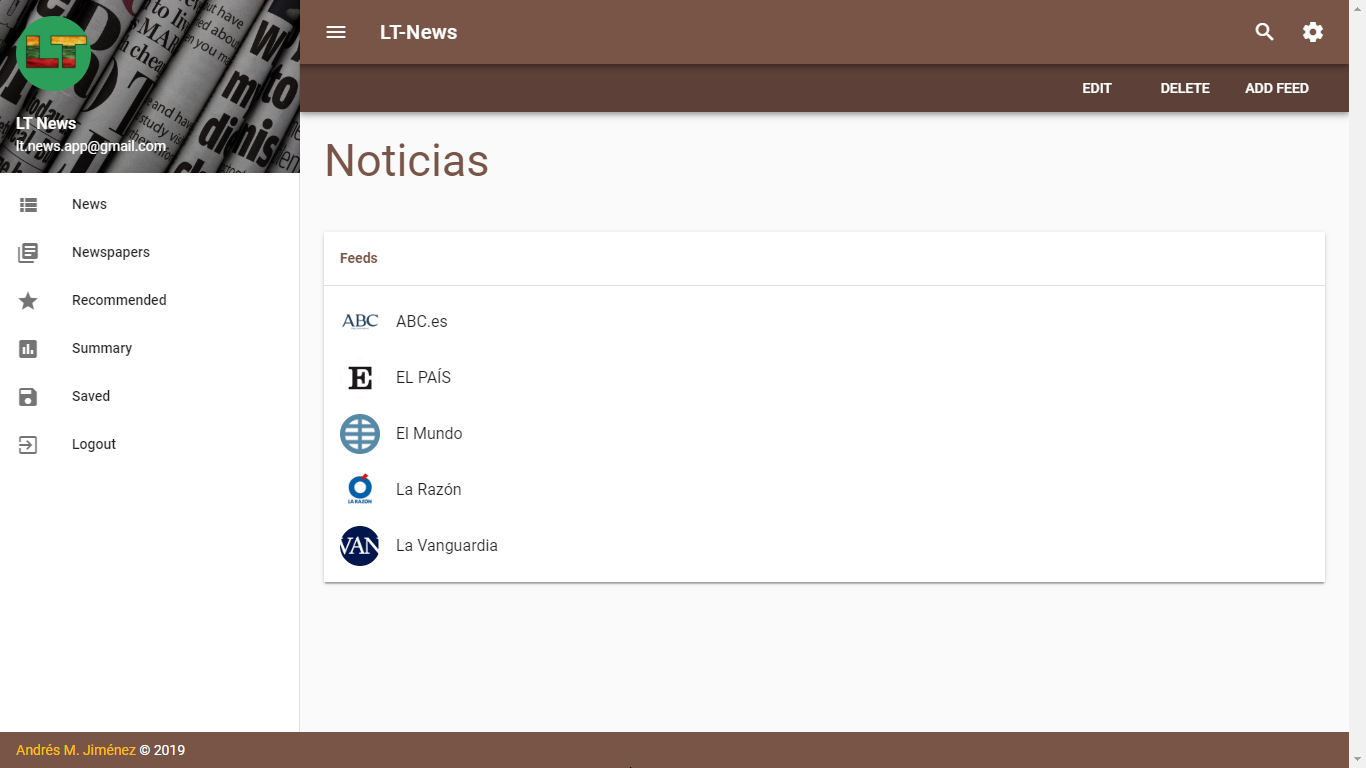 LT
LT News
lt.news.app@gmail.com
News
Newspapers
Recommended
Summary
Saved
Logout
LT-News
EDIT DELETE ADD FEED
Noticias
Feeds
ABC ABC.es
E EL PAÍS
El Mundo
LA RAZÓN La Razón
VAN La Vanguardia
Andrés M. Jiménez © 2019